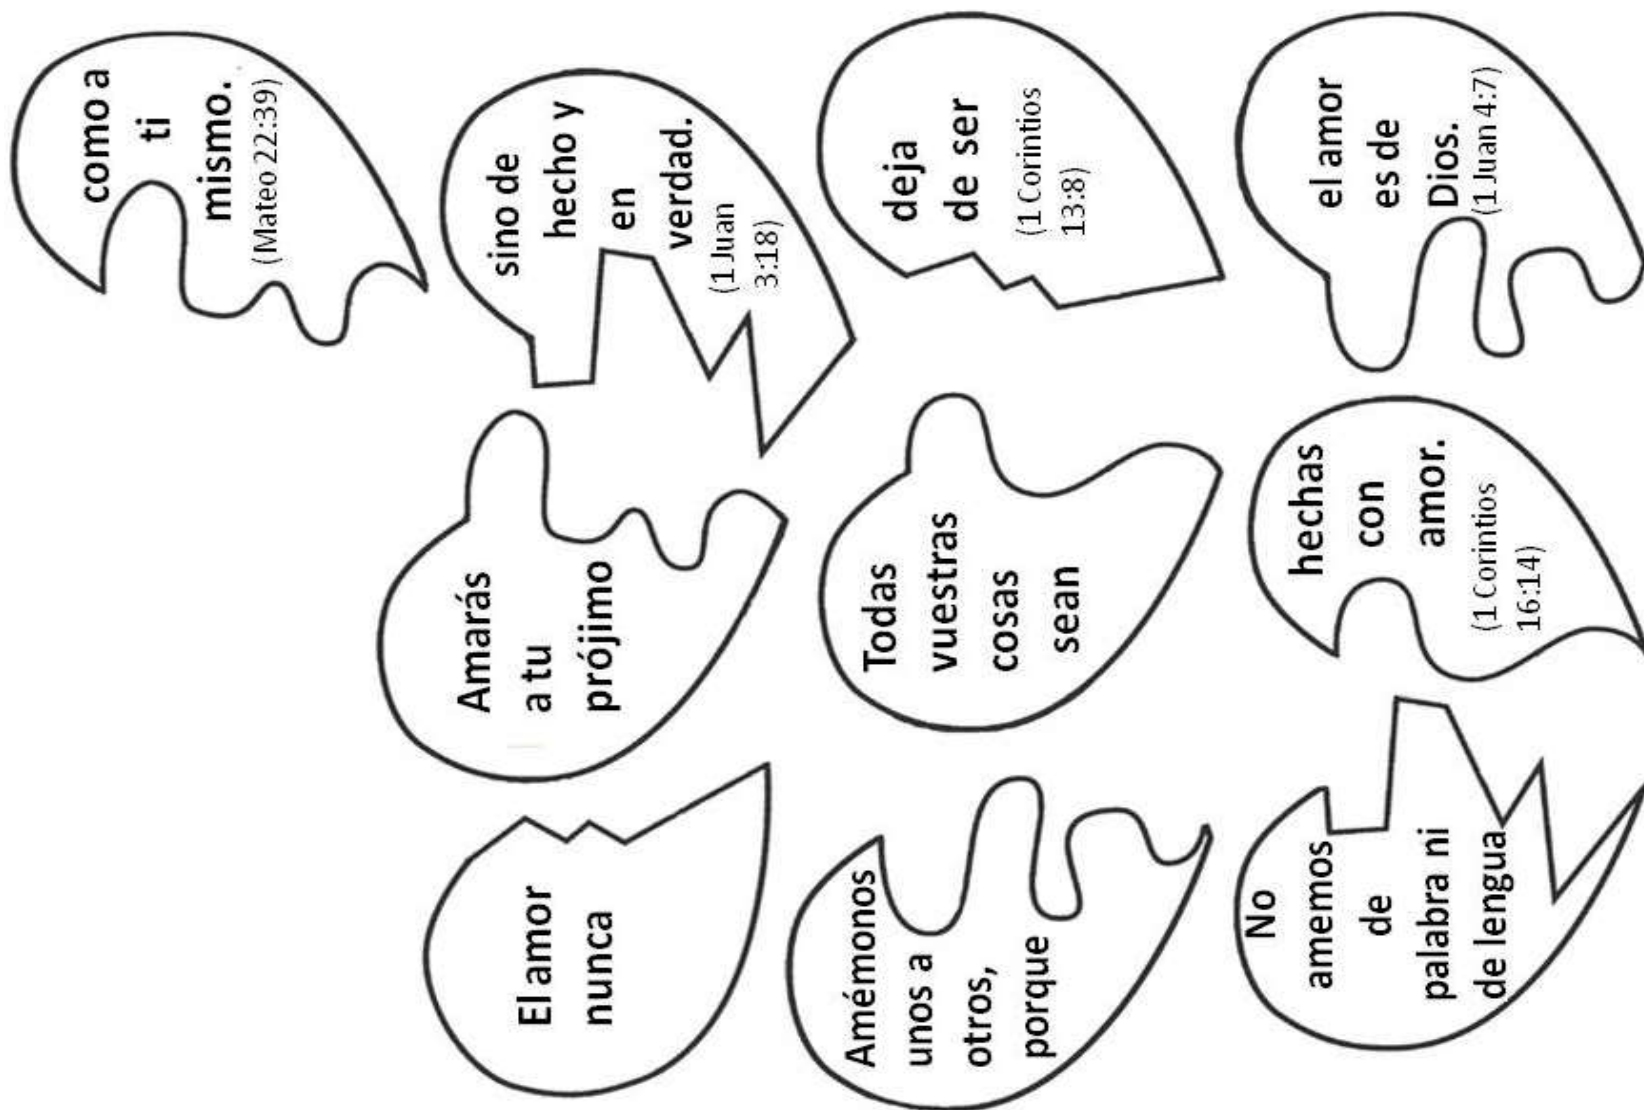 como a
ti
mismo.
(Mateo 22:39)
El amor
nunca
Amarás
a tu
prójimo
sino de
hecho y
en
verdad.
(1 Juan
3:18)
Amémonos
unos a
otros,
porque
Todas
vuestras
cosas
sean
deja
de ser
(1 Corintios
13:8)
No
amemos
de
palabra ni
de lengua
hechas
con
amor.
(1 Corintios
16:14)
el amor
es de
Dios.
(1 Juan 4:7)